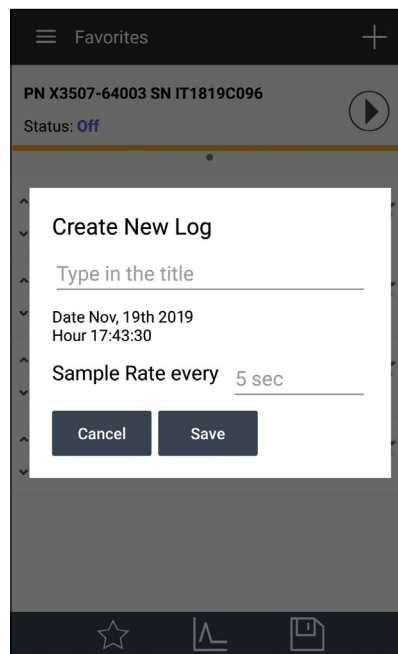 Favorites
PN X3507-64003 SN IT1819C096
Status: Off
Create New Log
Type in the title
Date Nov, 19th 2019
Hour 17:43:30
Sample Rate every 5 sec
Cancel Save